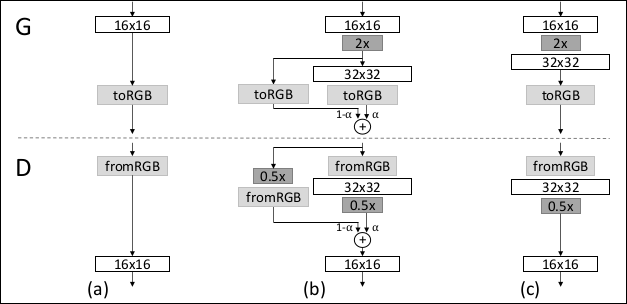 G
16x16
16x16
16x16
2x
2x
32x32
32x32
toRGB
toRGB
toRGB
toRGB
1-α
α
+
D
fromRGB
fromRGB
fromRGB
0.5x
32x32
32x32
fromRGB
0.5x
0.5x
1-α
α
+
16x16
16x16
16x16
(a)
(b)
(c)